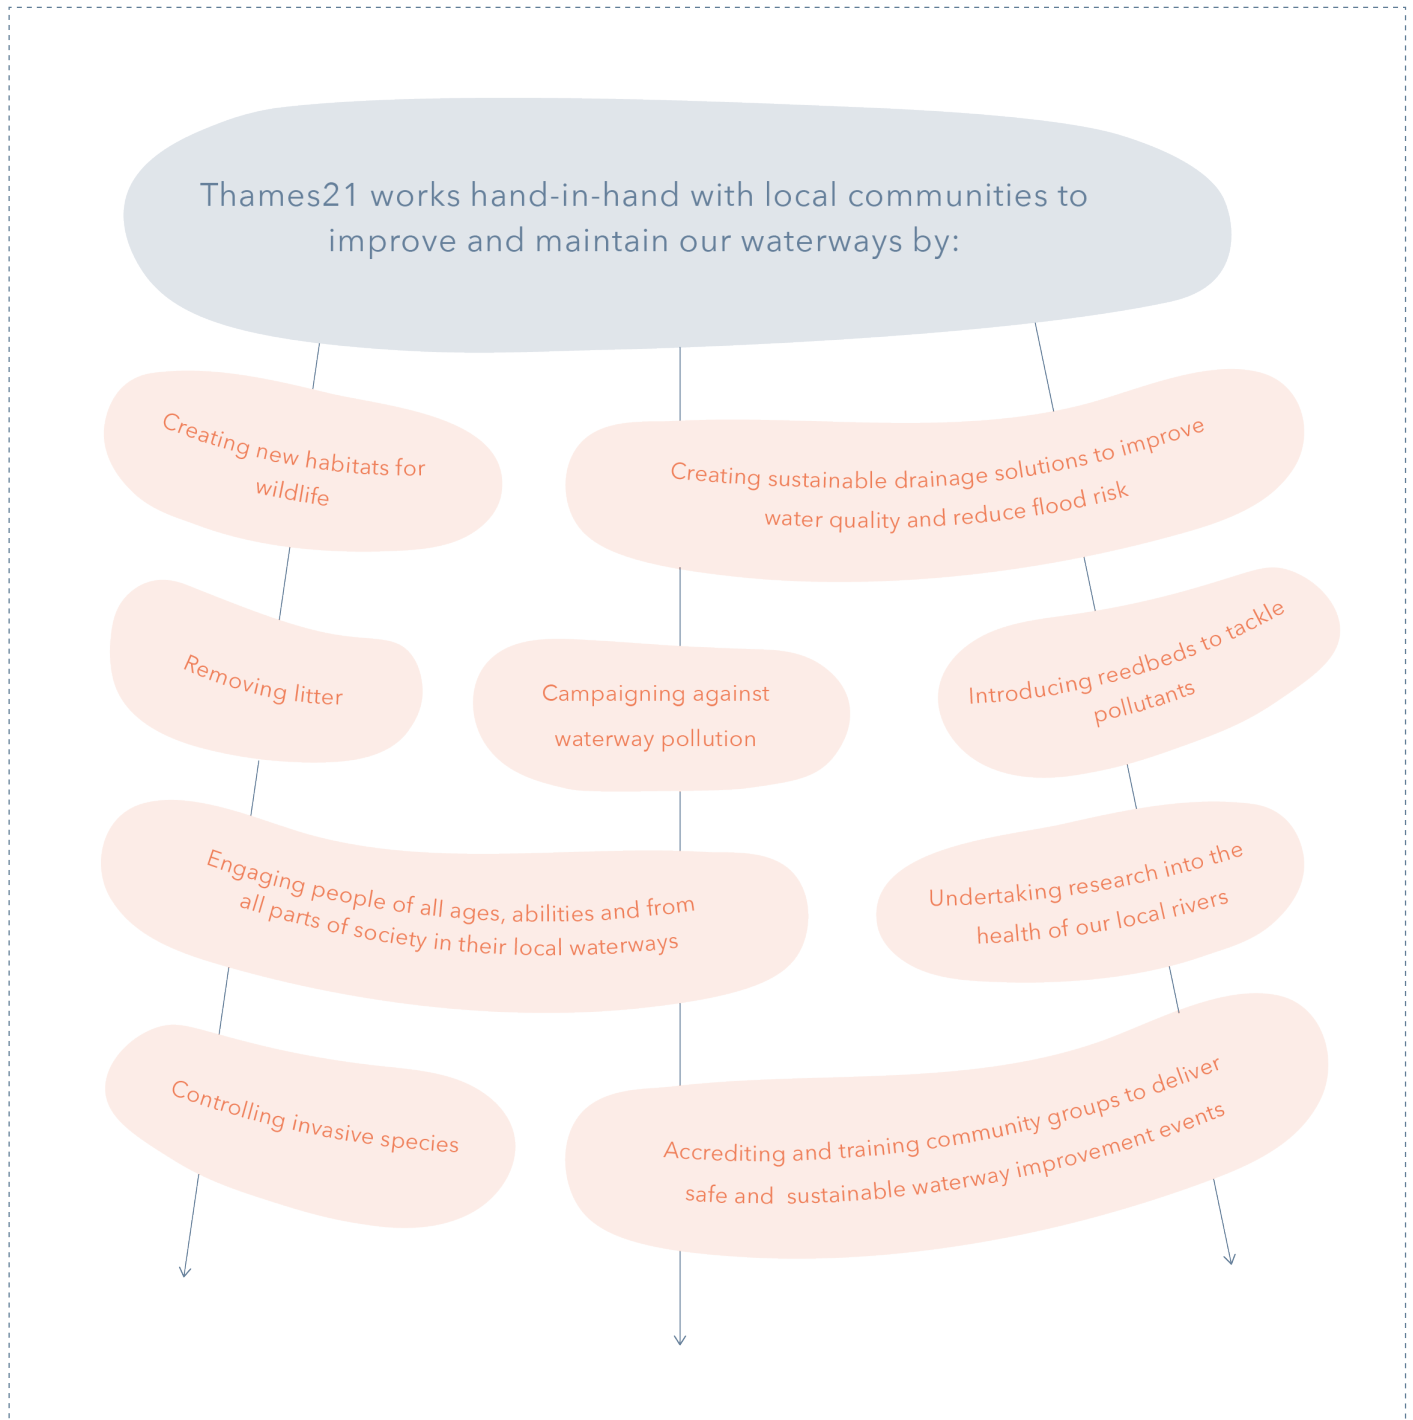 Thames21 works hand-in-hand with local communities to
improve and maintain our waterways by:
Creating new habitats for
wildlife
Creating sustainable drainage solutions to improve
water quality and reduce flood risk
Removing litter
Campaigning against
waterway pollution
Introducing reedbeds to tackle
pollutants
Engaging people of all ages, abilities and from
all parts of society in their local waterways
Undertaking research into the
health of our local rivers
Controlling invasive species
Accrediting and training community groups to deliver
safe and sustainable waterway improvement events